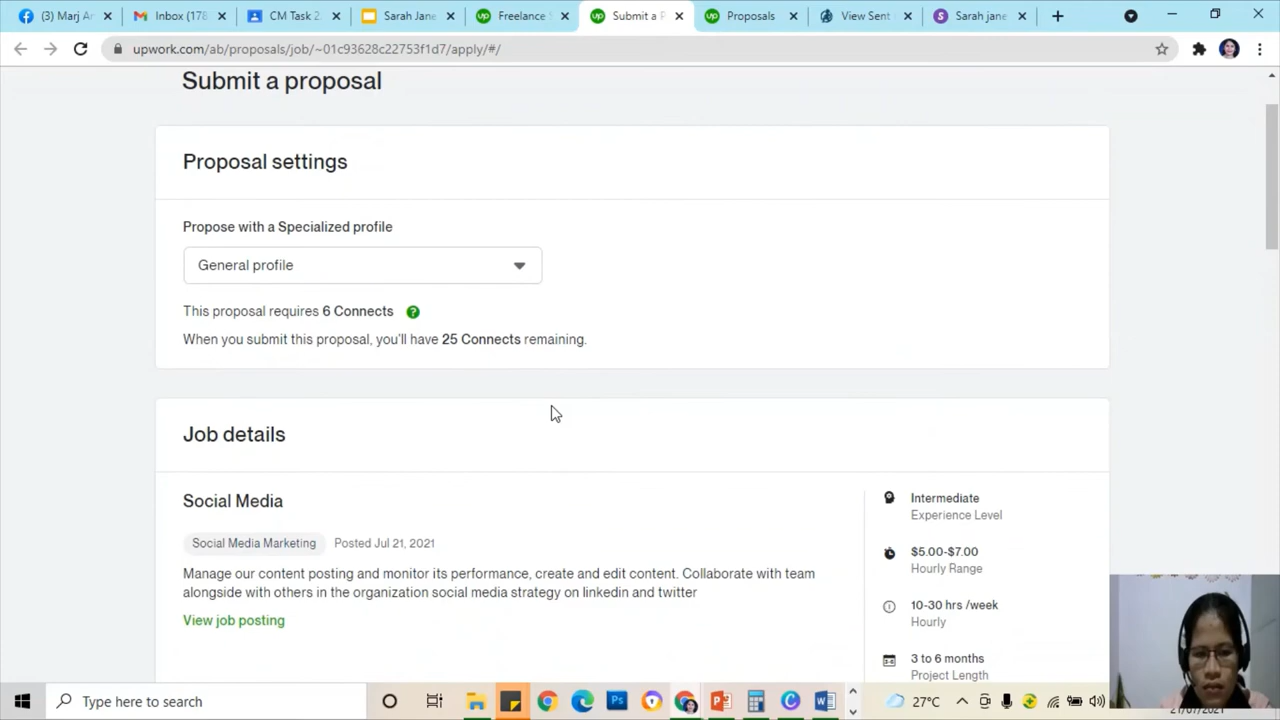 (3) Marj Ar
Inbox (178
CM Task 2.
Sarah Jane
Freelance
Submit a P
Proposals
View Sent
Sarah jane
upwork.com/ab/proposals/job/~01c93628c22753f1d7/apply/#/
Submit a proposal
Proposal settings
Propose with a Specialized profile
General profile
This proposal requires 6 Connects
When you submit this proposal, you'll have 25 Connects remaining.
Job details
Social Media
Social Media Marketing Posted Jul 21, 2021
Manage our content posting and monitor its performance, create and edit content. Collaborate with team
alongside with others in the organization social media strategy on linkedin and twitter
View job posting
Intermediate
Experience Level
$5.00-$7.00
Hourly Range
10-30 hrs /week
Hourly
3 to 6 months
Project Length
Type here to search
27°C
21/07/2021